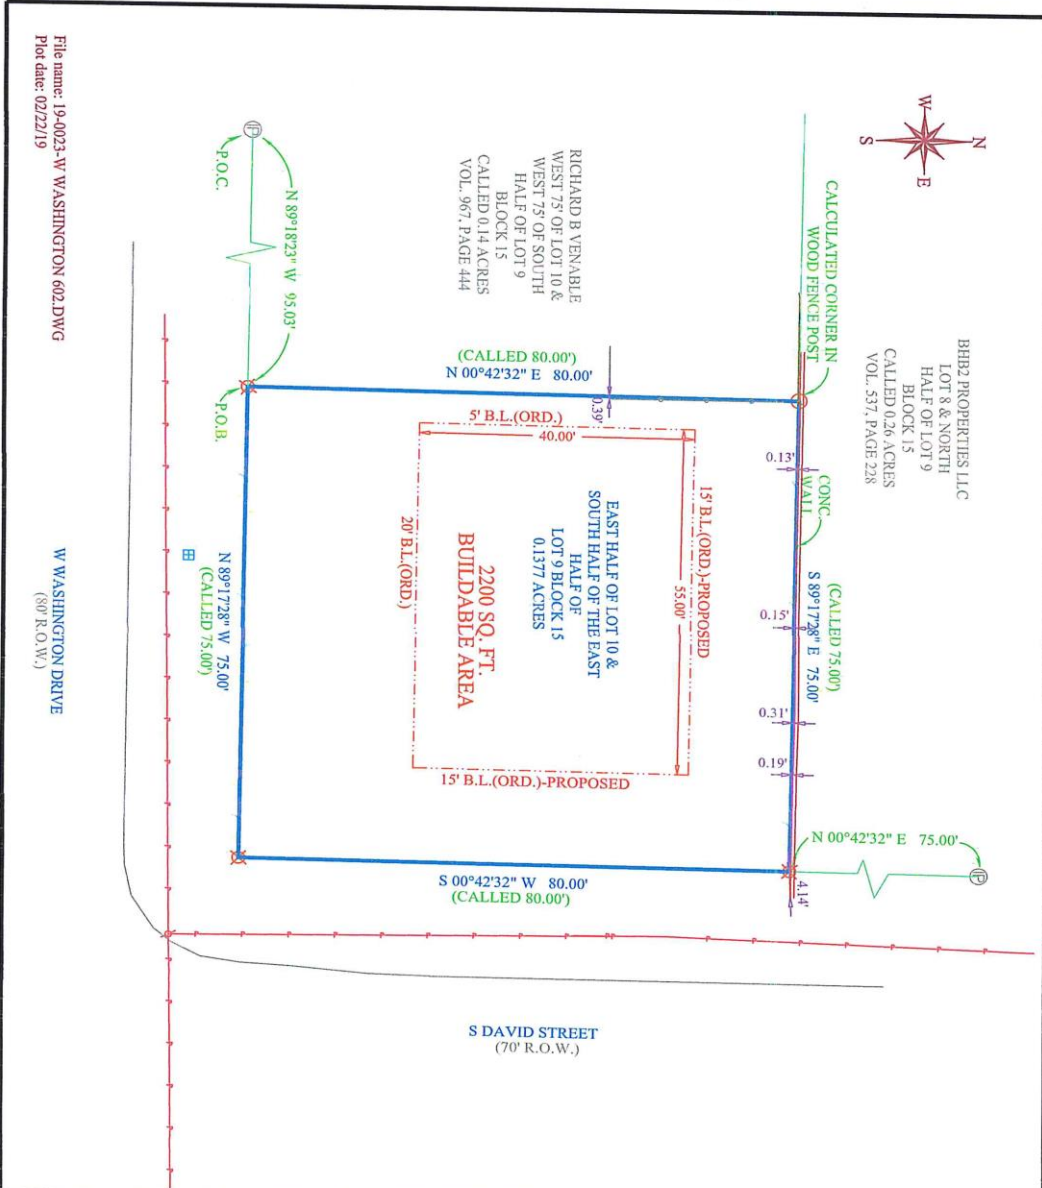 N
W
E
S
BHB2 PROPERTIES LLC
LOT 8 & NORTH
HALF OF LOT 9
BLOCK 15
CALLED 0.26 ACRES
VOL. 537, PAGE 228
CALCULATED CORNER IN
WOOD FENCE POST
CONC.
WALL
(CALLED 75.00')
S 89°17'28" E 75.00'
0.13'
0.15'
0.31'
0.19'
4.14'
N 00°42'32" E 75.00'
IP
RICHARD B VENABLE
WEST 75' OF LOT 10 &
WEST 75' OF SOUTH
HALF OF LOT 9
BLOCK 15
CALLED 0.14 ACRES
VOL. 967, PAGE 444
(CALLED 80.00')
N 00°42'32" E 80.00'
0.39'
5' B.L.(ORD.)
40.00'
15' B.L.(ORD.)-PROPOSED
55.00'
EAST HALF OF LOT 10 &
SOUTH HALF OF THE EAST
HALF OF
LOT 9 BLOCK 15
0.1377 ACRES
2200 SQ. FT.
BUILDABLE AREA
20' B.L.(ORD.)
15' B.L.(ORD.)-PROPOSED
S 00°42'32" W 80.00'
(CALLED 80.00')
S DAVID STREET
(70' R.O.W.)
IP
P.O.C.
N 89°18'23" W 95.03'
P.O.B.
N 89°17'28" W 75.00'
(CALLED 75.00')
W WASHINGTON DRIVE
(80' R.O.W.)
File name: 19-0023-W WASHINGTON 602.DWG
Plot date: 02/22/19